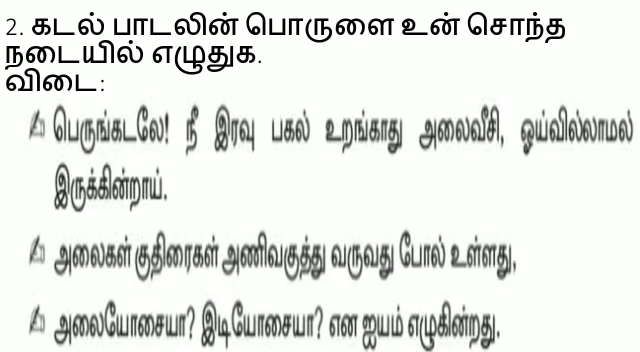 2. கடல் பாடலின் பொருளை உன் சொந்த
நடையில் எழுதுக.
விடை:
✍ பெருங்கடலே! நீ இரவு பகல் உறங்காது அலைவீசி, ஓய்வில்லாமல்
இருக்கின்றாய்.
✍ அலைகள் குதிரைகள் அணிவகுத்து வருவது போல் உள்ளது,
✍ அலையோசையா? இடியோசையா? என ஐயம் எழுகின்றது.